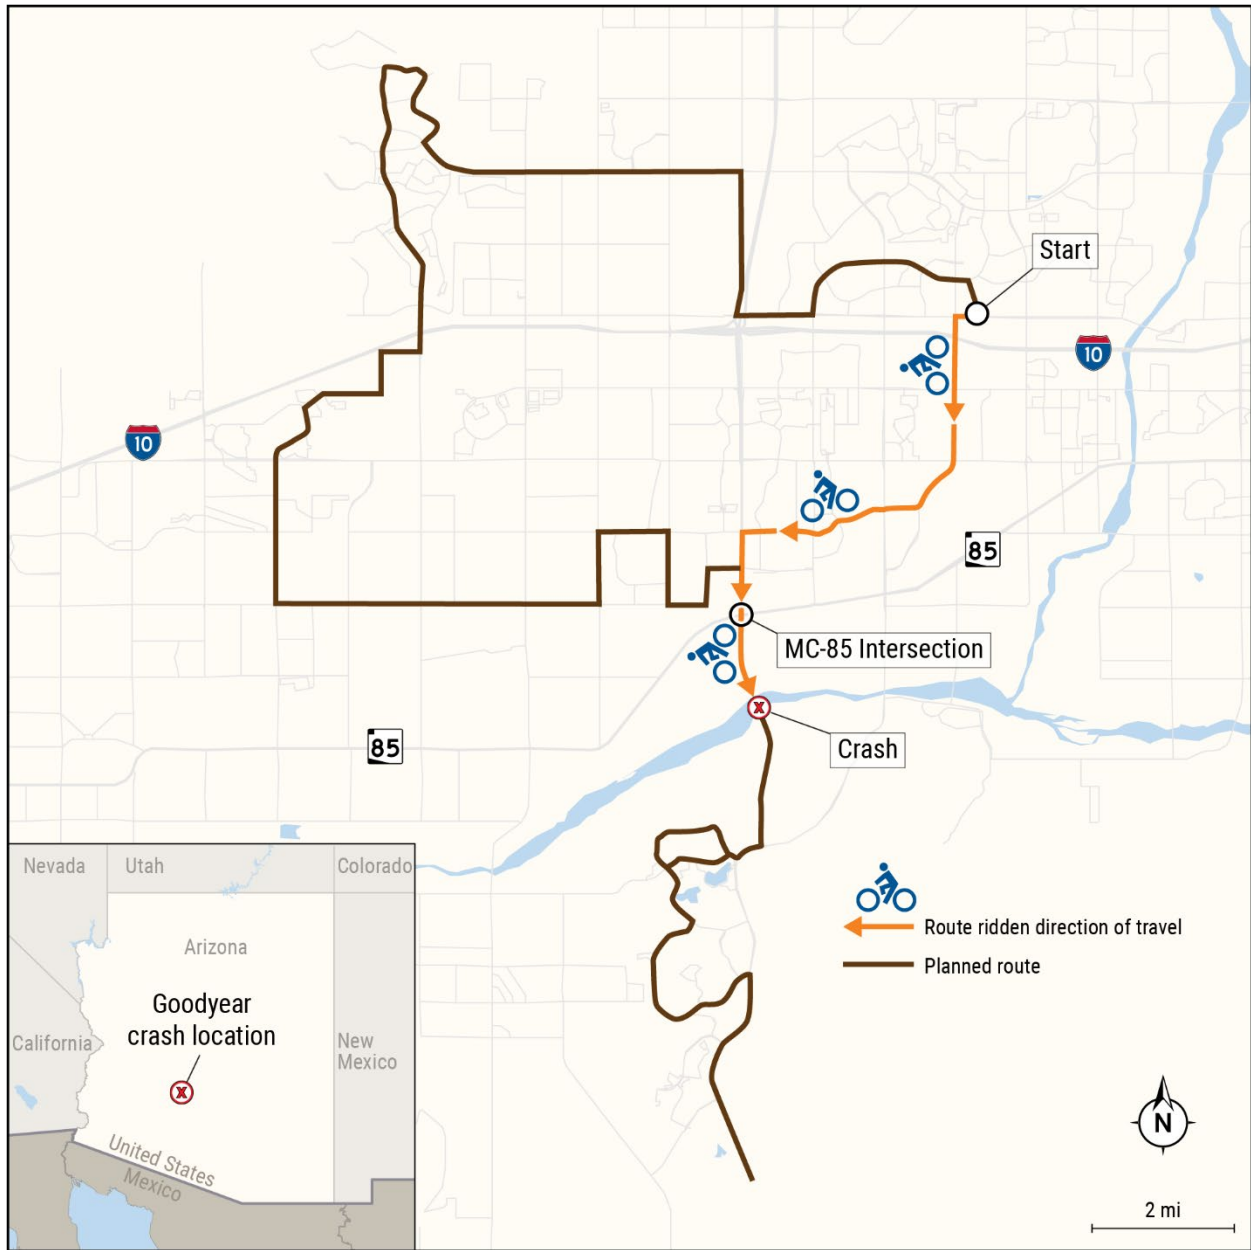 Start
10
10
85
MC-85 Intersection
Crash
85
Nevada
Utah
Colorado
Arizona
Goodyear
crash location
California
New
Mexico
United States
Mexico
Route ridden direction of travel
Planned route
N
2 mi
X
X